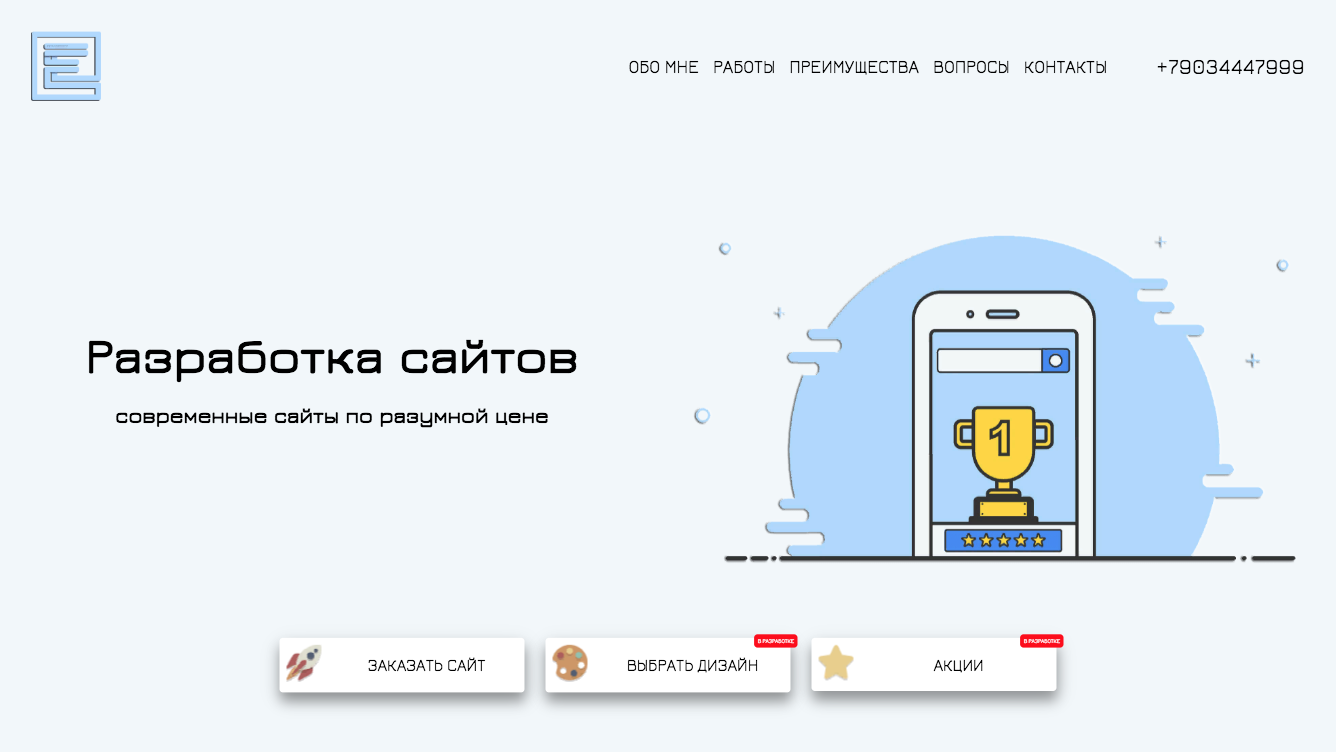 ОБО МНЕ РАБОТЫ ПРЕИМУЩЕСТВА ВОПРОСЫ КОНТАКТЫ +79034447999
Разработка сайтов
современные сайты по разумной цене
1
В РАЗРАБОТКЕ
В РАЗРАБОТКЕ
ЗАКАЗАТЬ САЙТ
ВЫБРАТЬ ДИЗАЙН
АКЦИИ